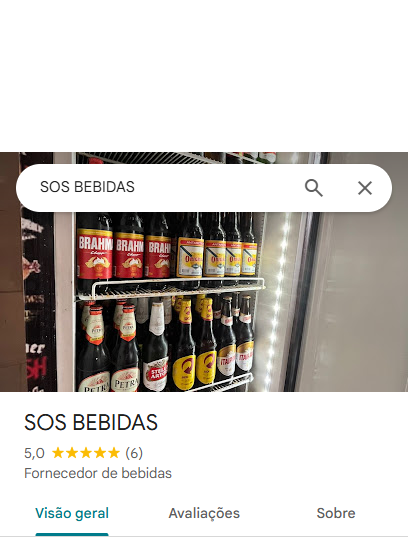 SOS BEBIDAS
BRAHMA BRAHMA BRAHMA
PETRA PETRA STELLA ARTOIS ITAIPAVA
SOS BEBIDAS
5,0 ★★★★★ (6)
Fornecedor de bebidas
Visão geral Avaliações Sobre